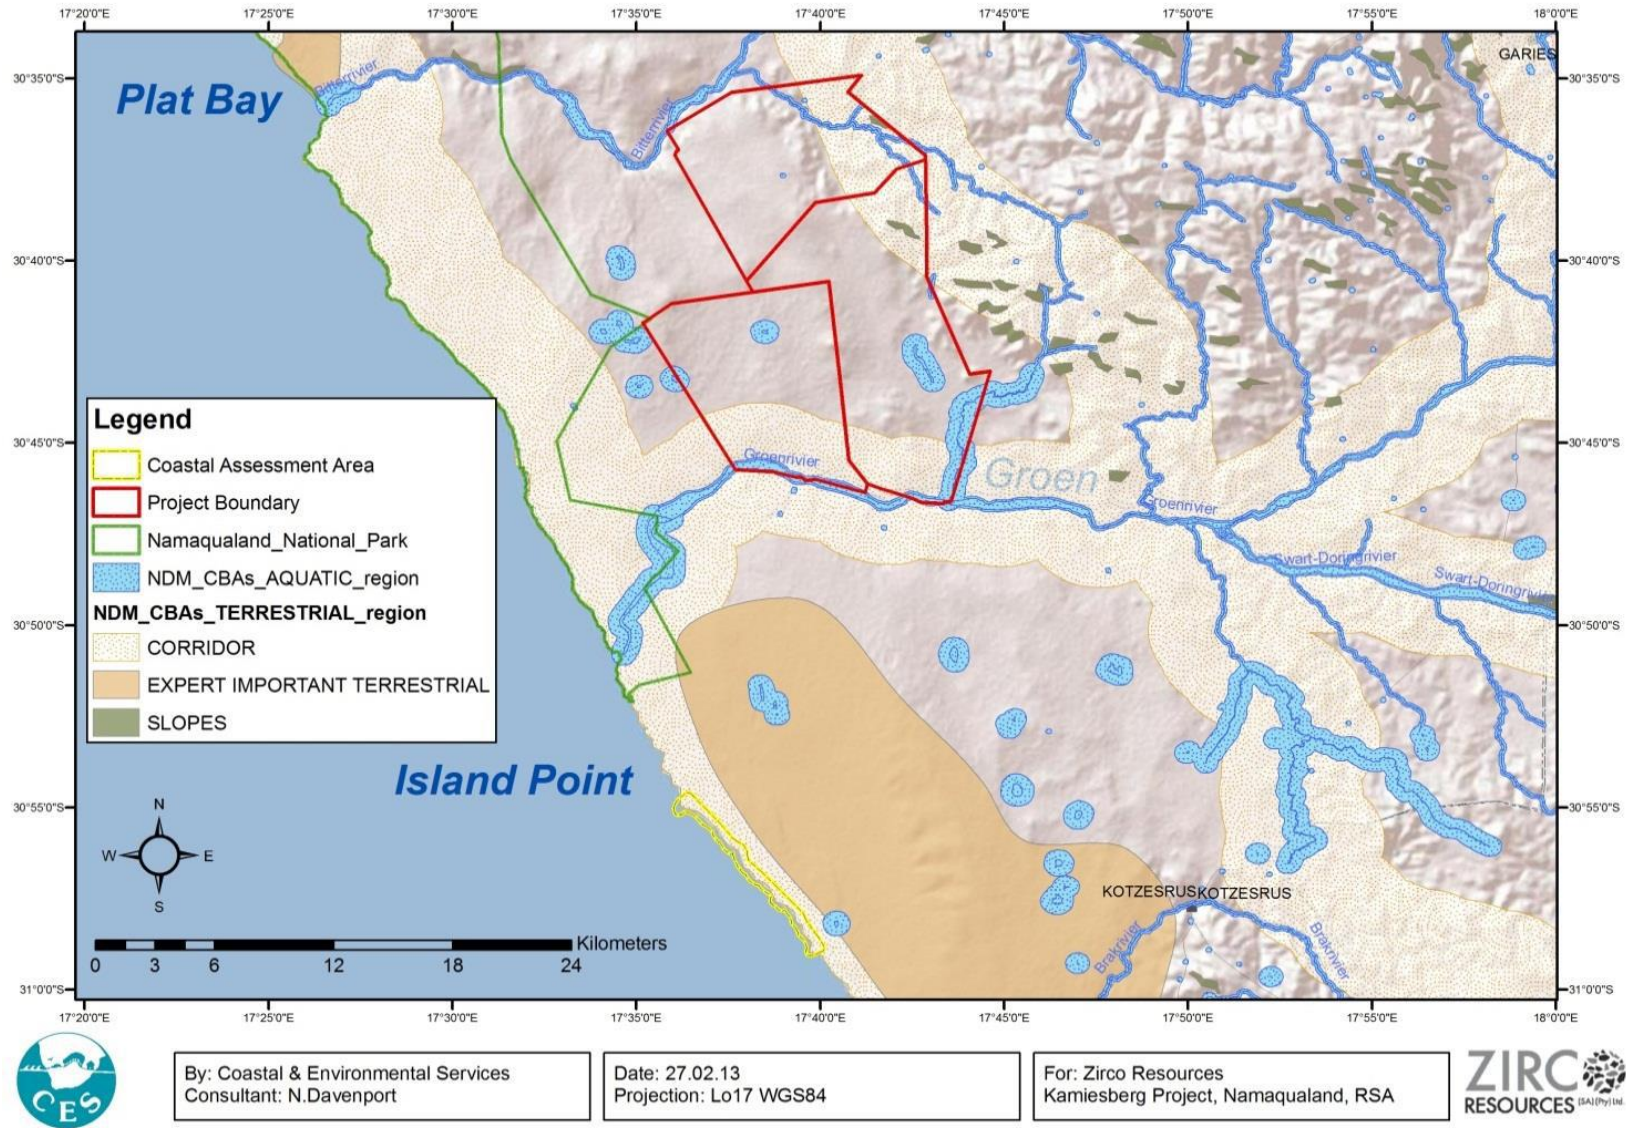 17°20'0"E 17°25'0"E 17°30'0"E 17°35'0"E 17°40'0"E 17°45'0"E 17°50'0"E 17°55'0"E 18°0'0"E
GARIES
30°35'0"S 30°35'0"S
Bitterrivier
Plat Bay
Bitterrivier
30°40'0"S 30°40'0"S
Legend
Coastal Assessment Area
Project Boundary
Namaqualand_National_Park
NDM_CBAs_AQUATIC_region
NDM_CBAs_TERRESTRIAL_region
CORRIDOR
EXPERT IMPORTANT TERRESTRIAL
SLOPES
30°45'0"S 30°45'0"S
Groenrivier
Groen
Groenrivier
Swart-Doringrivier
Swart-Doringrivier
30°50'0"S 30°50'0"S
Island Point
30°55'0"S 30°55'0"S
N
W E
S
KOTZESRUS KOTZESRUS
Brakrivier
Brakrivier
Kilometers
0 3 6 12 18 24
31°0'0"S 31°0'0"S
17°20'0"E 17°25'0"E 17°30'0"E 17°35'0"E 17°40'0"E 17°45'0"E 17°50'0"E 17°55'0"E 18°0'0"E
CES
By: Coastal & Environmental Services
Consultant: N.Davenport
Date: 27.02.13
Projection: Lo17 WGS84
For: Zirco Resources
Kamiesberg Project, Namaqualand, RSA
ZIRCO
RESOURCES (SA)(Pty) Ltd.